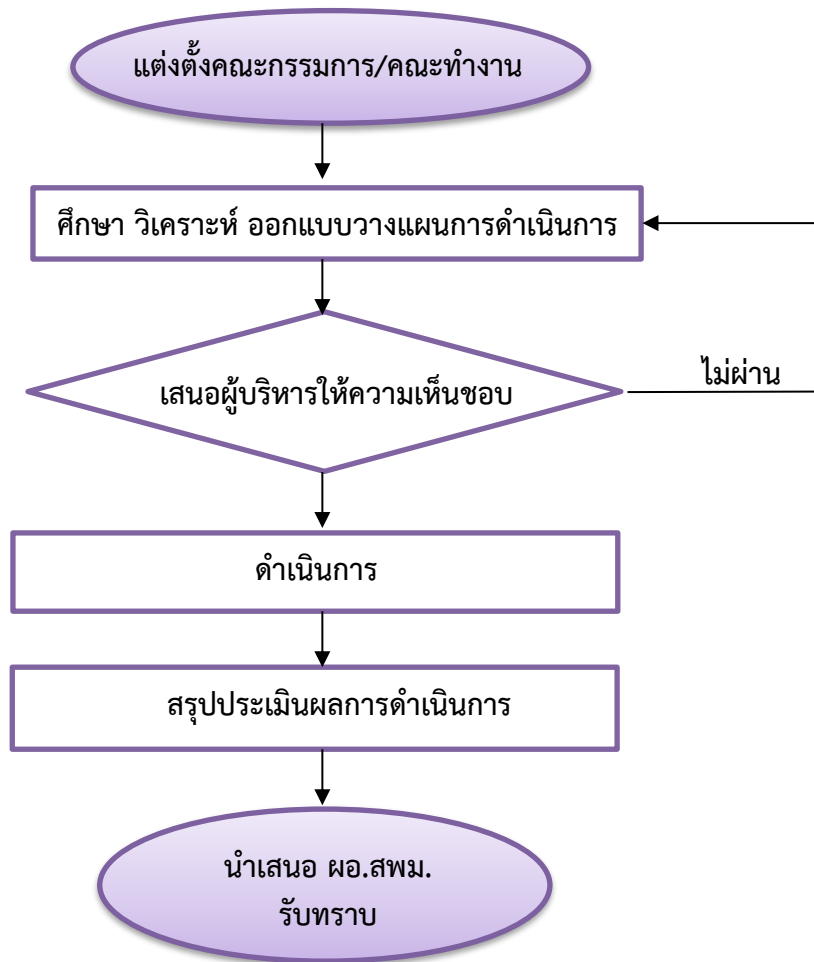 แต่งตั้งคณะกรรมการ/คณะทำงาน
ศึกษา วิเคราะห์ ออกแบบวางแผนการดำเนินการ
เสนอผู้บริหารให้ความเห็นชอบ
ไม่ผ่าน
ดำเนินการ
สรุปประเมินผลการดำเนินการ
นำเสนอ ผอ.สพม.
รับทราบ